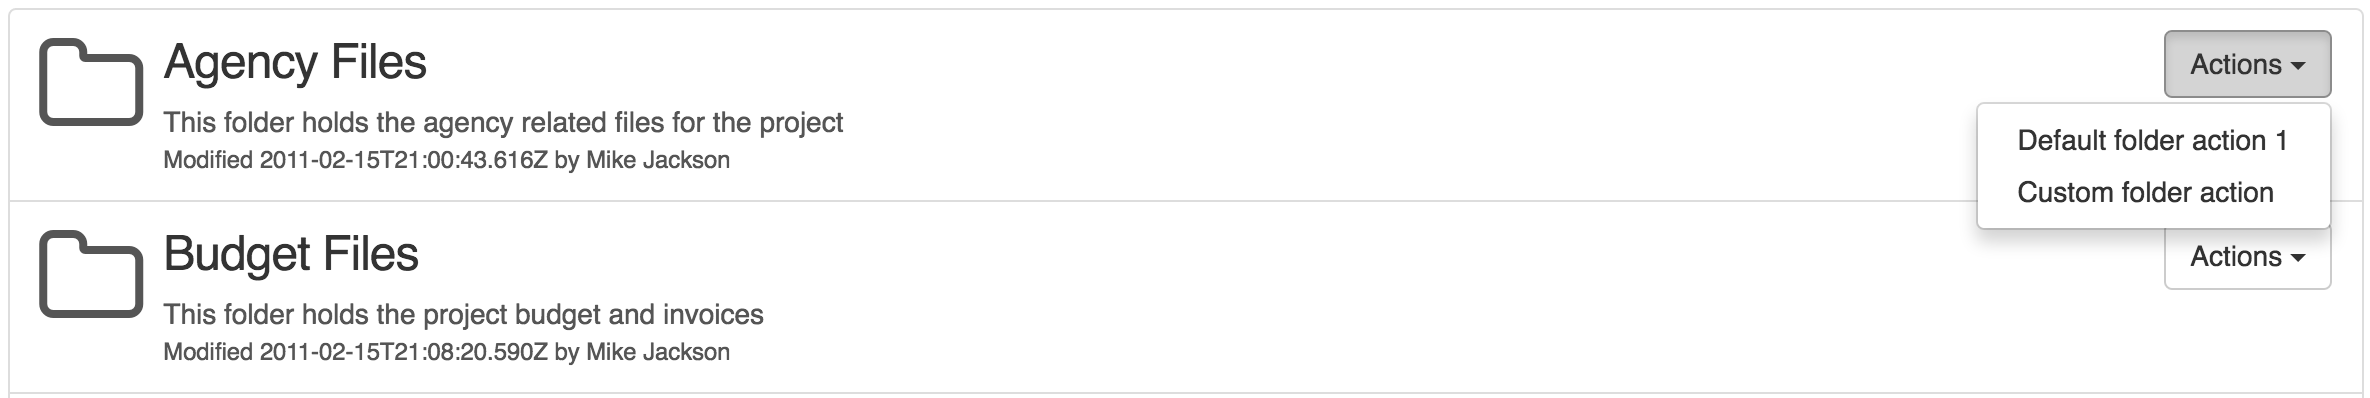 Agency Files
This folder holds the agency related files for the project
Modified 2011-02-15T21:00:43.616Z by Mike Jackson
Actions
Default folder action 1
Custom folder action
Budget Files
This folder holds the project budget and invoices
Modified 2011-02-15T21:08:20.590Z by Mike Jackson
Actions